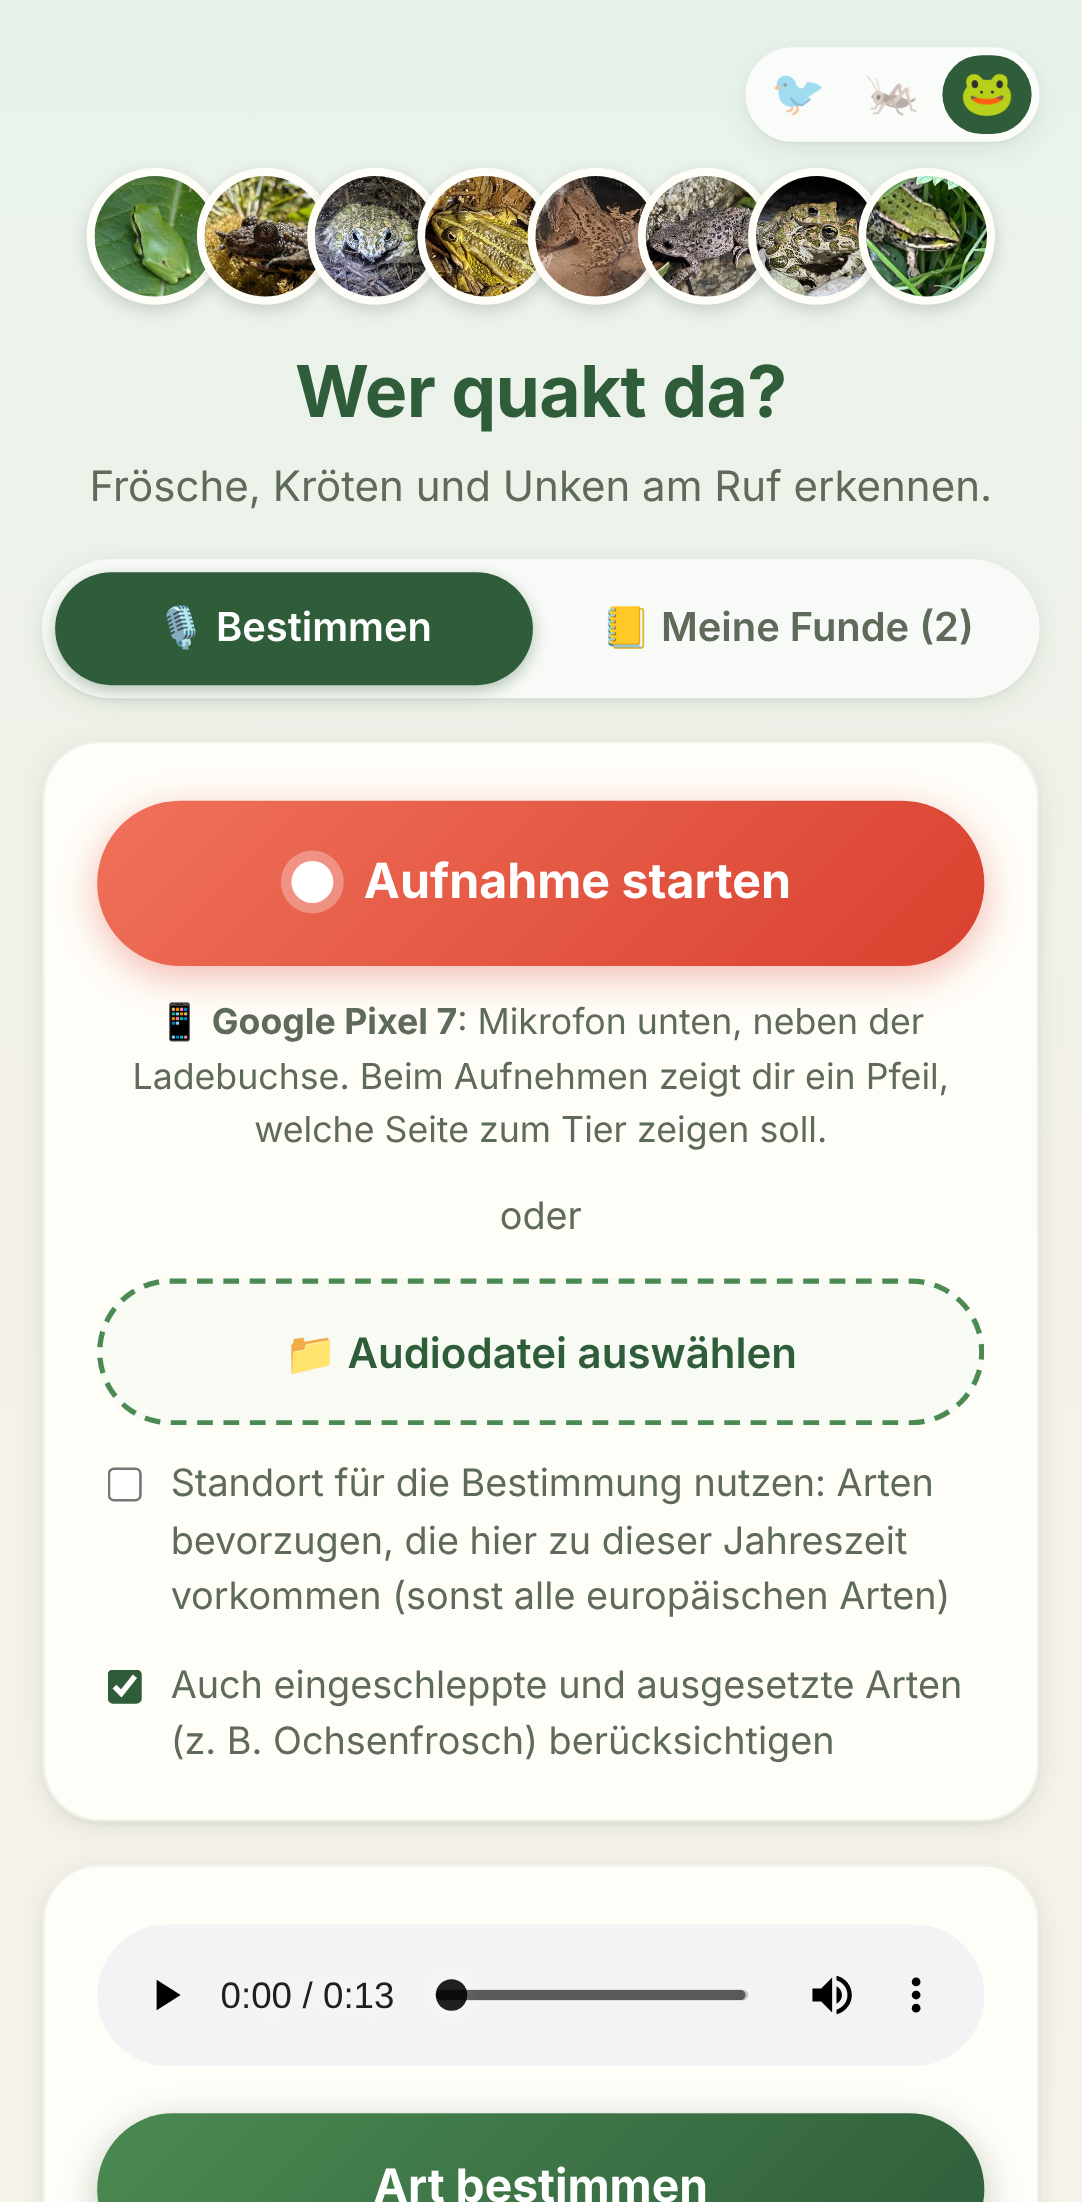 Wer quakt da?
Frösche, Kröten und Unken am Ruf erkennen.
Bestimmen
Meine Funde (2)
Aufnahme starten
Google Pixel 7: Mikrofon unten, neben der
Ladebuchse. Beim Aufnehmen zeigt dir ein Pfeil,
welche Seite zum Tier zeigen soll.
oder
Audiodatei auswählen
Standort für die Bestimmung nutzen: Arten
bevorzugen, die hier zu dieser Jahreszeit
vorkommen (sonst alle europäischen Arten)
Auch eingeschleppte und ausgesetzte Arten
(z. B. Ochsenfrosch) berücksichtigen
0:00 / 0:13
Art bestimmen